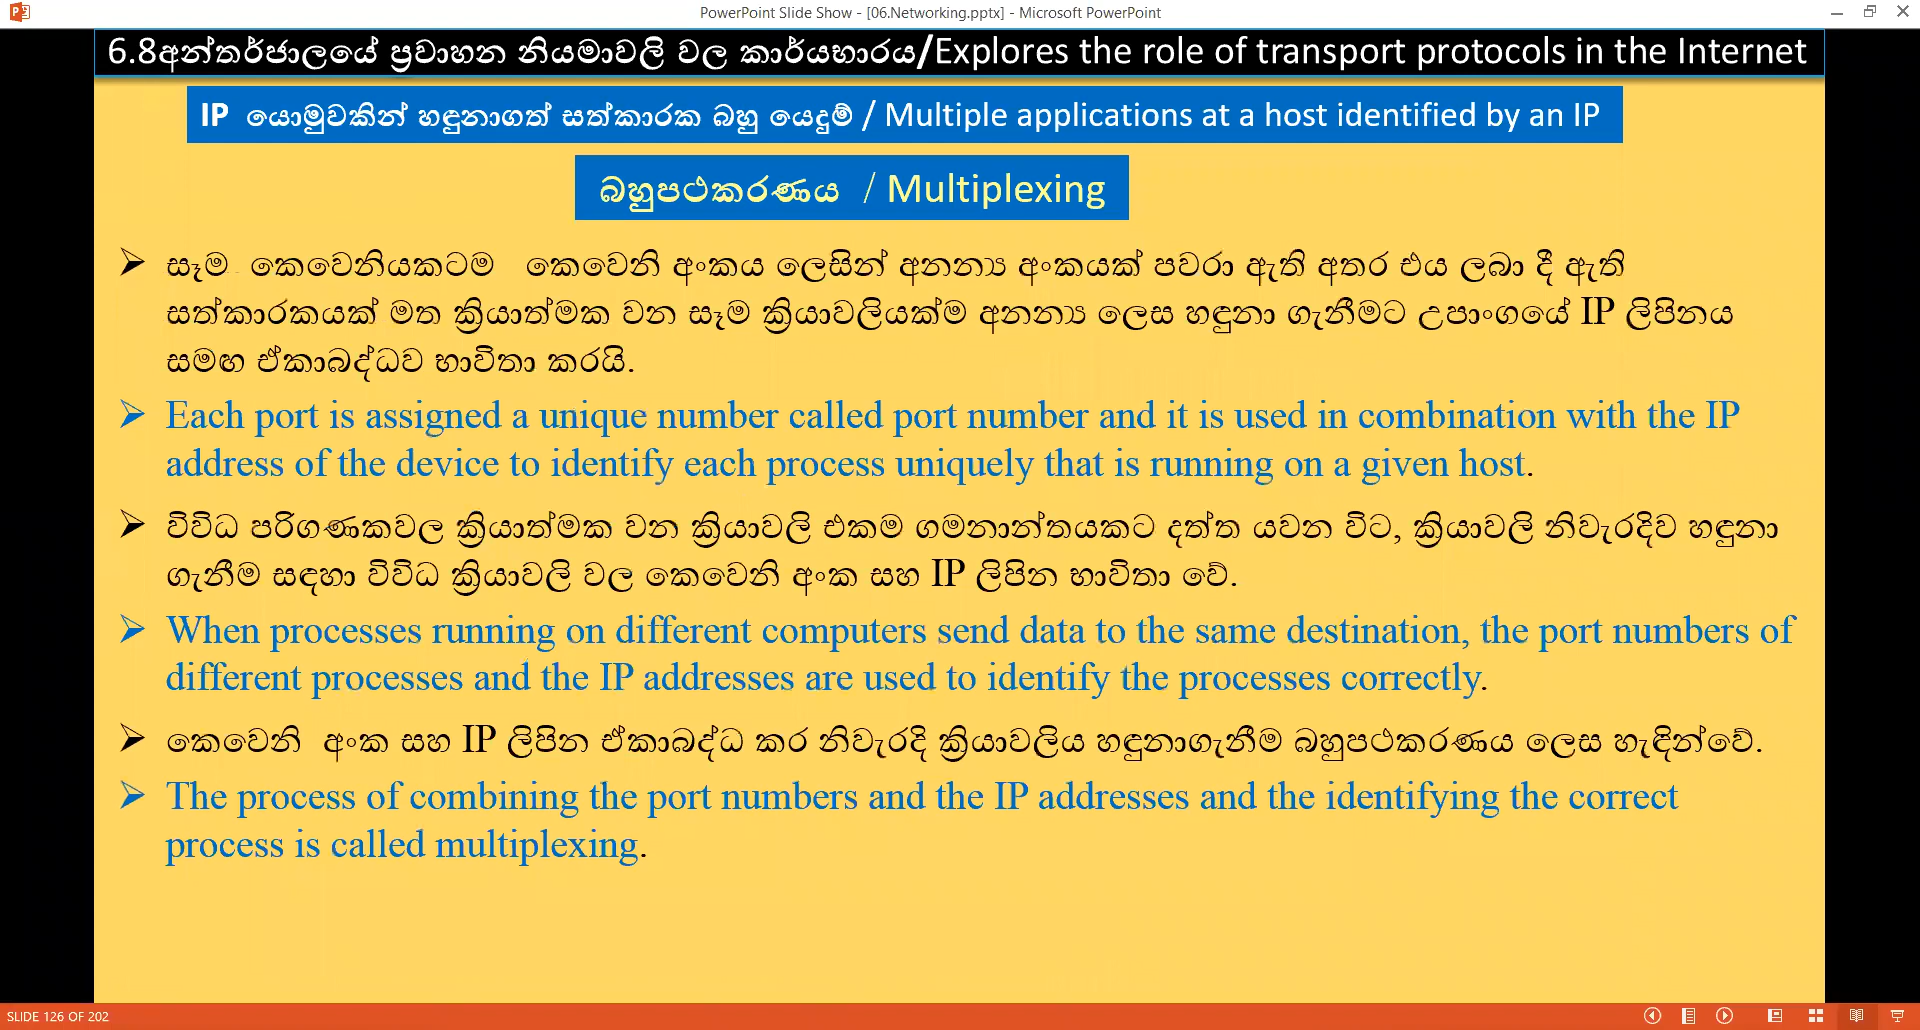 PowerPoint Slide Show - [06.Networking.pptx] - Microsoft PowerPoint
6.8අන්තර්ජාලයේ ප්‍රවාහන නියමාවලි වල කාර්යභාරය/Explores the role of transport protocols in the Internet
IP යොමුවකින් හඳුනාගත් සත්කාරක බහු යෙදුම් / Multiple applications at a host identified by an IP
බහුපථකරණය / Multiplexing
සෑම කෙවෙනියකටම කෙවෙනි අංකය ලෙසින් අනන්‍ය අංකයක් පවරා ඇති අතර එය ලබා දී ඇති
සත්කාරකයක් මත ක්‍රියාත්මක වන සෑම ක්‍රියාවලියක්ම අනන්‍ය ලෙස හඳුනා ගැනීමට උපාංගයේ IP ලිපිනය
සමඟ ඒකාබද්ධව භාවිතා කරයි.
Each port is assigned a unique number called port number and it is used in combination with the IP
address of the device to identify each process uniquely that is running on a given host.
විවිධ පරිගණකවල ක්‍රියාත්මක වන ක්‍රියාවලි එකම ගමනාන්තයකට දත්ත යවන විට, ක්‍රියාවලි නිවැරදිව හඳුනා
ගැනීම සඳහා විවිධ ක්‍රියාවලි වල කෙවෙනි අංක සහ IP ලිපින භාවිතා වේ.
When processes running on different computers send data to the same destination, the port numbers of
different processes and the IP addresses are used to identify the processes correctly.
කෙවෙනි අංක සහ IP ලිපින ඒකාබද්ධ කර නිවැරදි ක්‍රියාවලිය හඳුනාගැනීම බහුපථකරණය ලෙස හැඳින්වේ.
The process of combining the port numbers and the IP addresses and the identifying the correct
process is called multiplexing.
SLIDE 126 OF 202